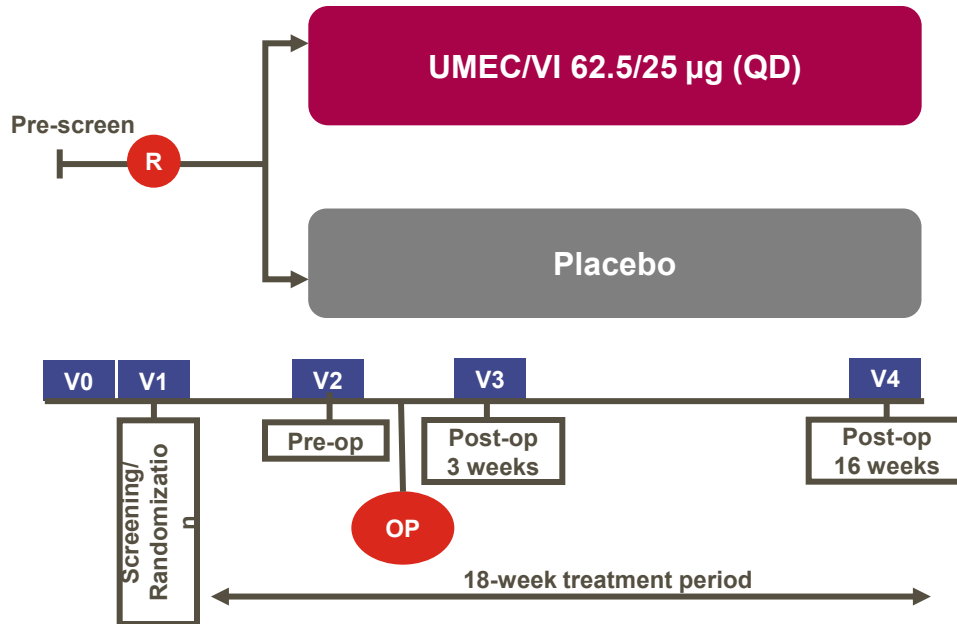 UMEC/VI 62.5/25 µg (QD)
Pre-screen
R
Placebo
V0
V1
V2
V3
V4
Screening/
Randomizatio
n
Pre-op
Post-op
3 weeks
Post-op
16 weeks
OP
18-week treatment period